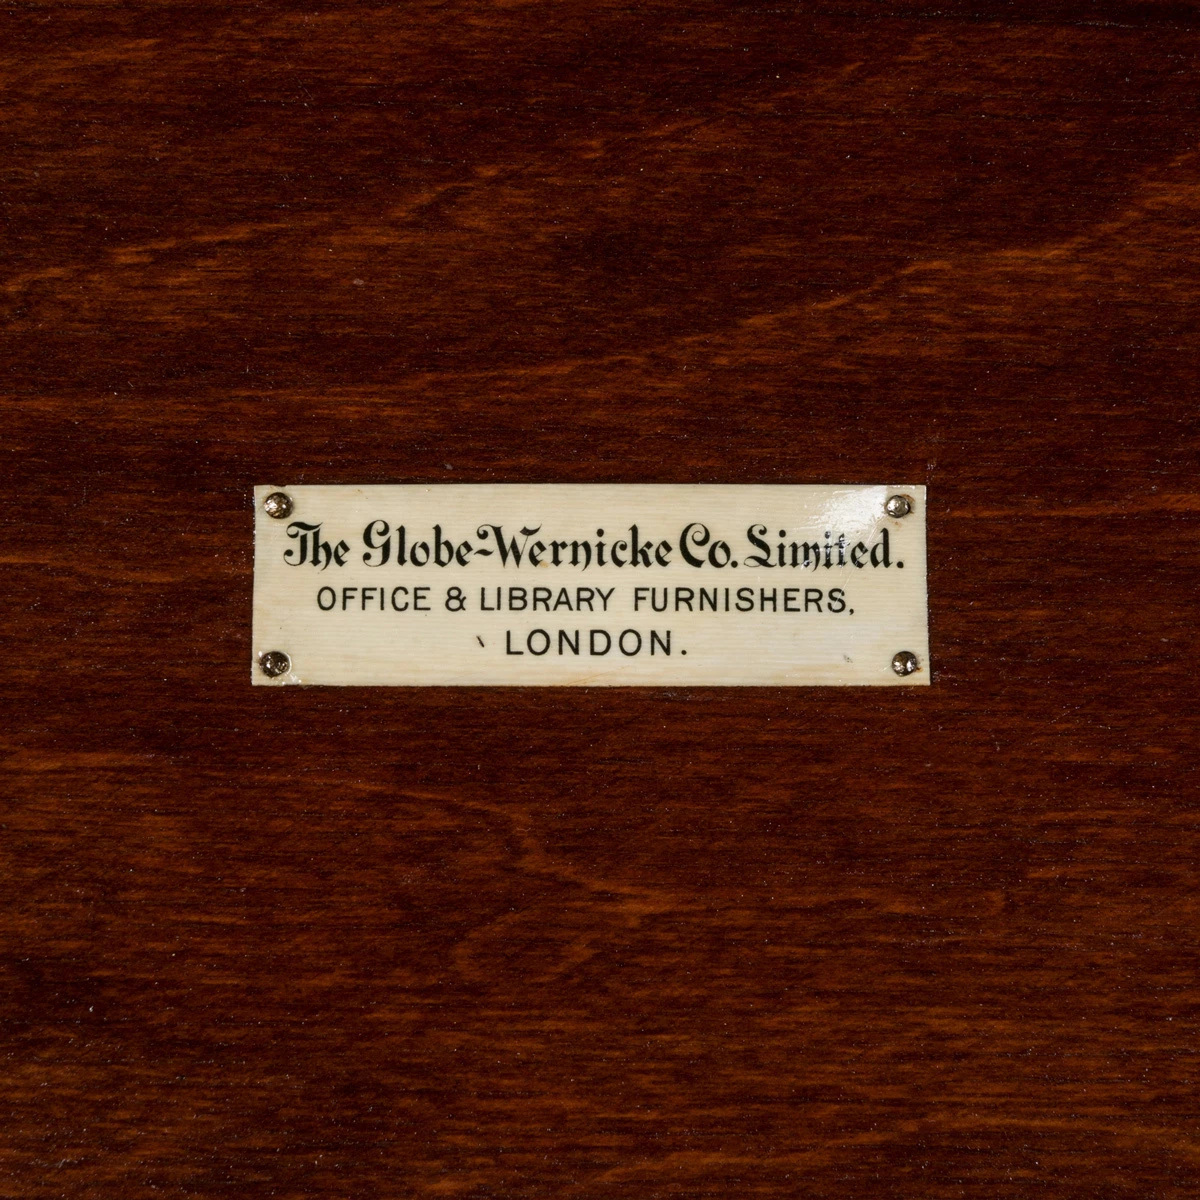 The Globe-Wernicke Co. Limited.
OFFICE & LIBRARY FURNISHERS,
LONDON.